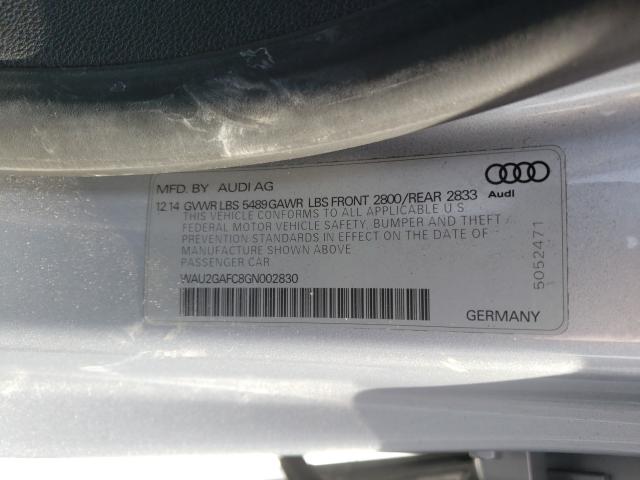 MFD. BY AUDI AG
12.14 GVWR LBS 5489 GAWR LBS FRONT 2800/REAR 2833
THIS VEHICLE CONFORMS TO ALL APPLICABLE U S
FEDERAL MOTOR VEHICLE SAFETY, BUMPER AND THEFT
PREVENTION STANDARDS IN EFFECT ON THE DATE OF
MANUFACTURE SHOWN ABOVE
PASSENGER CAR
WAU2GAFC8GN002830
GERMANY
Audi
5052471